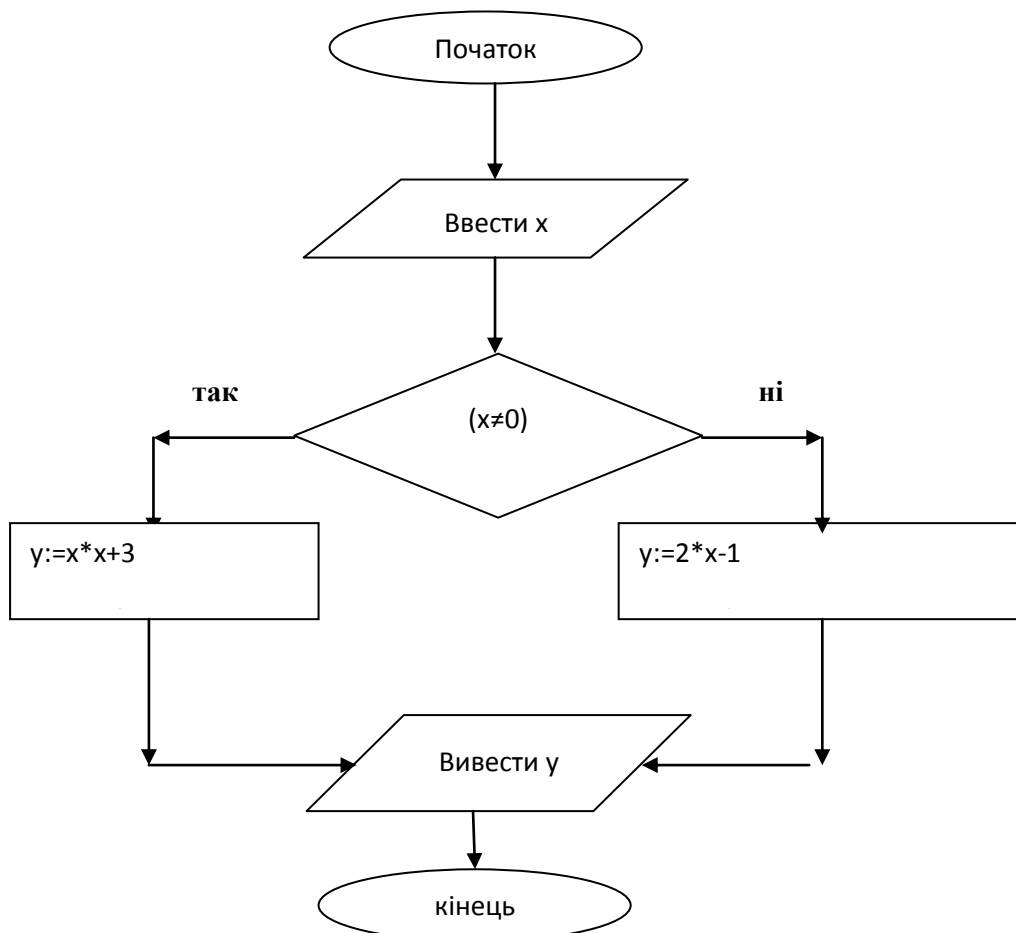 Початок
Ввести x
так
ні
(x≠0)
y:=x*x+3
y:=2*x-1
Вивести y
кінець